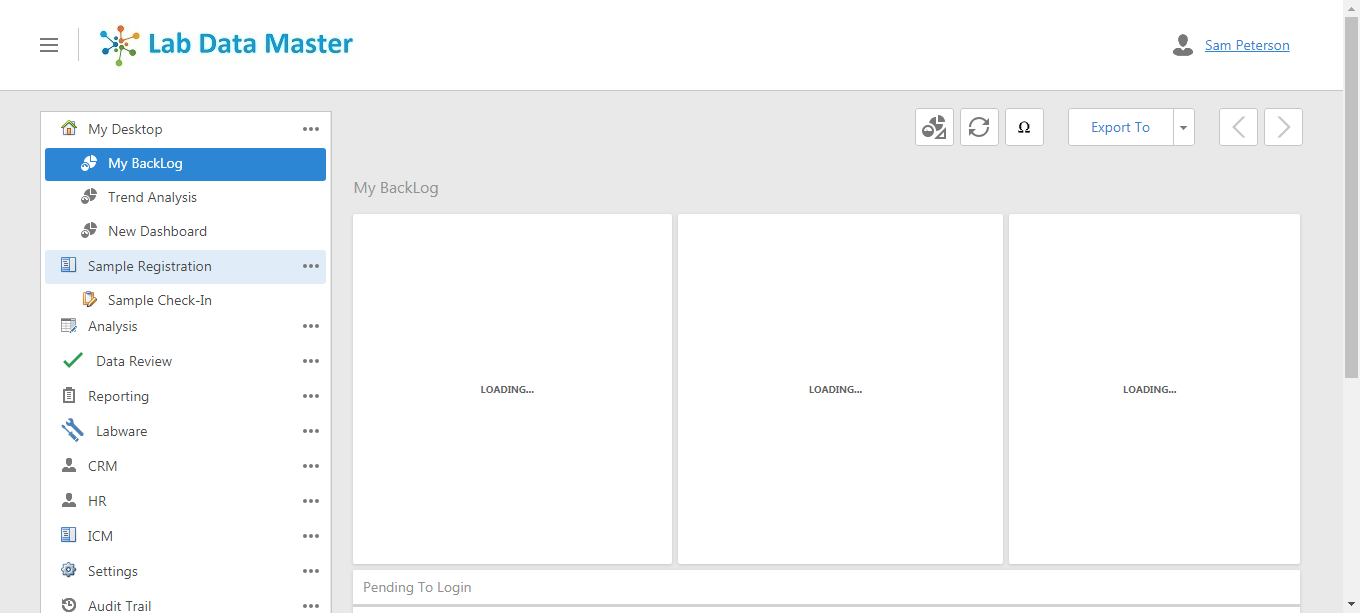 Lab Data Master
Sam Peterson
My Desktop
My BackLog
Trend Analysis
New Dashboard
Sample Registration
Sample Check-In
Analysis
Data Review
Reporting
Labware
CRM
HR
ICM
Settings
Audit Trail
Ω
Export To
My BackLog
LOADING...
LOADING...
LOADING...
Pending To Login